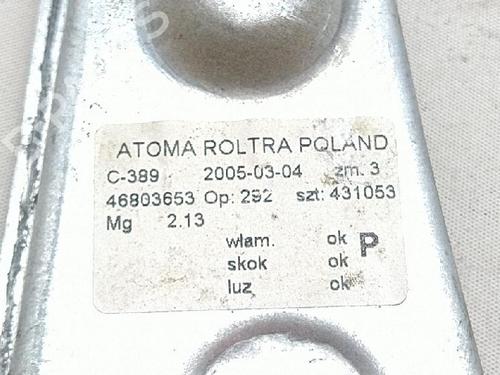 ATOMA ROLTRA POLAND
C-389 2005-03-04 zm. 3
46803653 Op: 292 szt: 431053
Mg 2.13
włam. ok P
skok ok
luz ok